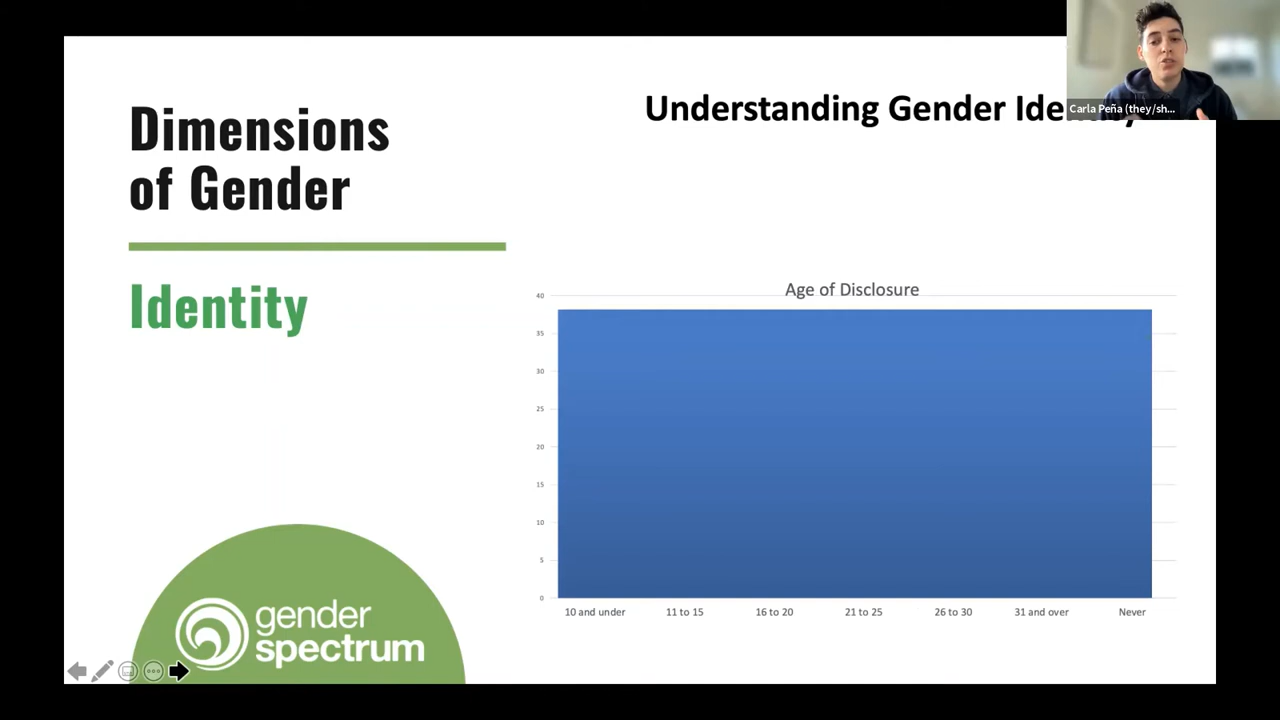 Dimensions
of Gender
Identity
Understanding Gender Identity
Carla Peña (they/sh...
Age of Disclosure
40
35
30
25
20
15
10
5
0
10 and under
11 to 15
16 to 20
21 to 25
26 to 30
31 and over
Never
gender
spectrum